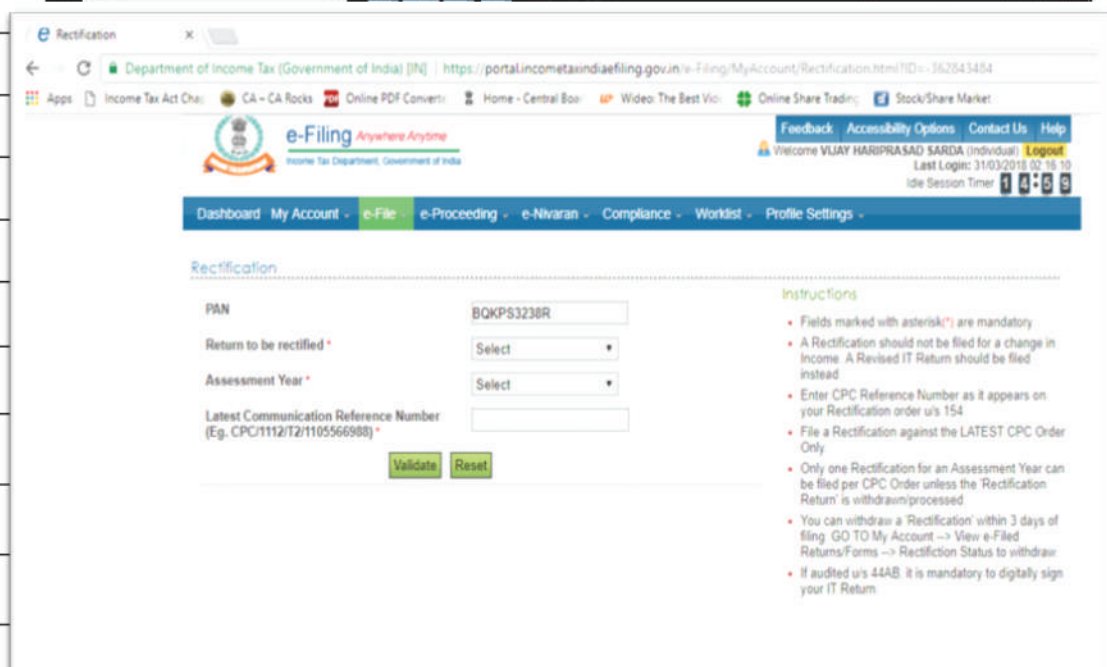 Rectification
Department of Income Tax (Government of India) [IN] https://portal.incometaxindiaefiling.gov.in/e-Filing/MyAccount/Rectification.html?ID=-362843484
Apps Income Tax Act Chap CA - CA Rocks Online PDF Converte Home - Central Boar Wideo: The Best Vide Online Share Trading Stock/Share Market
Feedback Accessibility Options Contact Us Help
e-Filing Anywhere Anytime
Income Tax Department, Government of India
Welcome VIJAY HARIPRASAD SARDA (Individual) Logout
Last Login: 31/03/2018 02 16 10
Idle Session Timer 1 4 : 5 9
Dashboard My Account e-File e-Proceeding e-Nivaran Compliance Worklist Profile Settings
Rectification
PAN
BQKPS3238R
Return to be rectified *
Select
Assessment Year *
Select
Latest Communication Reference Number
(Eg. CPC/1112/T2/1105566988) *
Validate Reset
Instructions
Fields marked with asterisk(*) are mandatory
A Rectification should not be filed for a change in
Income. A Revised IT Return should be filed
instead
Enter CPC Reference Number as it appears on
your Rectification order u/s 154
File a Rectification against the LATEST CPC Order
Only
Only one Rectification for an Assessment Year can
be filed per CPC Order unless the 'Rectification
Return' is withdrawn/processed
You can withdraw a 'Rectification' within 3 days of
filing. GO TO My Account --> View e-Filed
Returns/Forms --> Rectifiction Status to withdraw
If audited u/s 44AB, it is mandatory to digitally sign
your IT Return